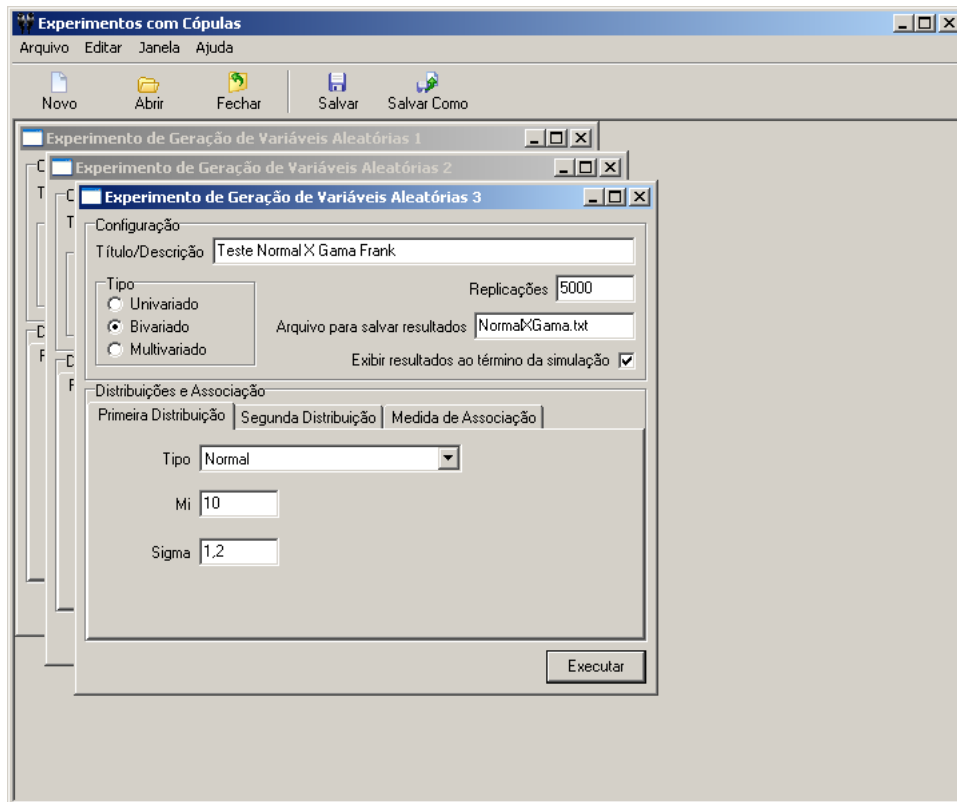 Experimentos com Cópulas
Arquivo Editar Janela Ajuda
Novo Abrir Fechar Salvar Salvar Como
Experimento de Geração de Variáveis Aleatórias 1
Experimento de Geração de Variáveis Aleatórias 2
Experimento de Geração de Variáveis Aleatórias 3
Configuração
Título/Descrição Teste Normal X Gama Frank
Tipo
Replicações 5000
Univariado
Bivariado
Arquivo para salvar resultados NormalXGama.txt
Multivariado
Exibir resultados ao término da simulação
Distribuições e Associação
Primeira Distribuição Segunda Distribuição Medida de Associação
Tipo Normal
Mi 10
Sigma 1,2
Executar